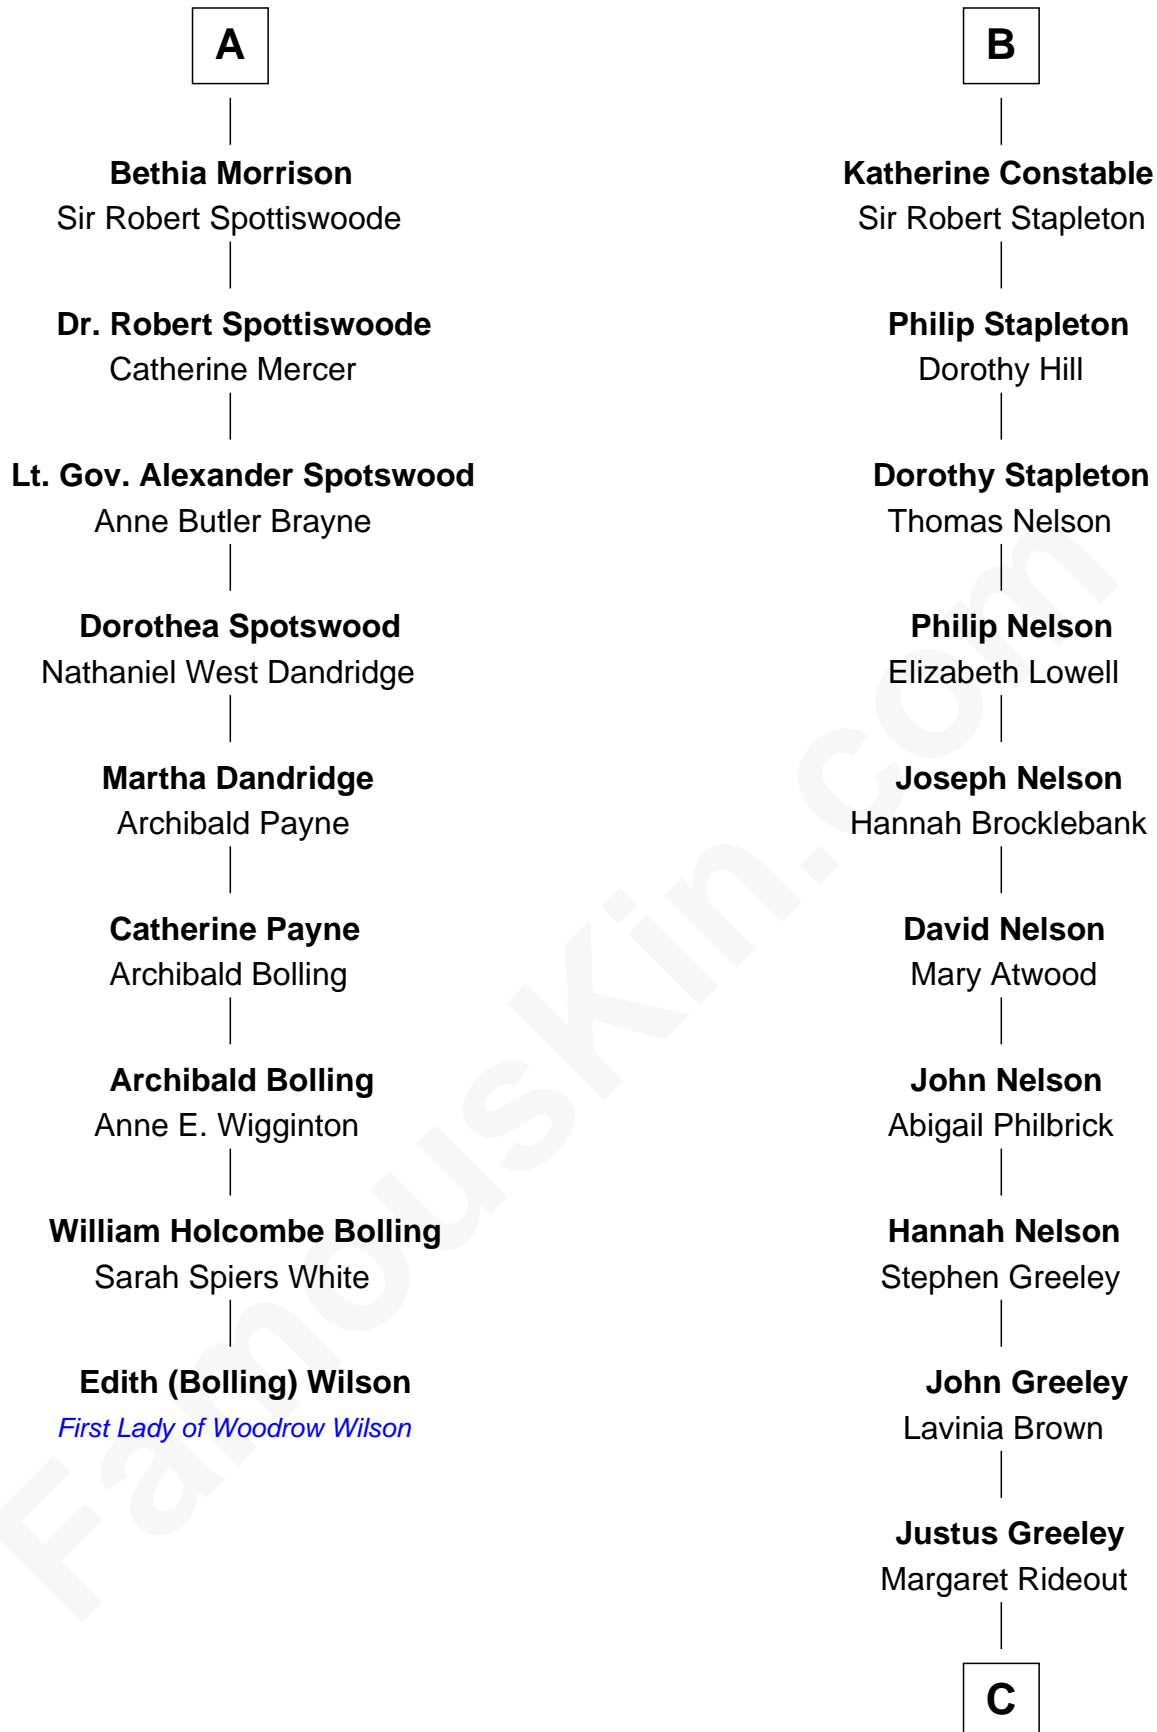 A
Bethia Morrison
Sir Robert Spottiswoode
Dr. Robert Spottiswoode
Catherine Mercer
Lt. Gov. Alexander Spotswood
Anne Butler Brayne
Dorothea Spotswood
Nathaniel West Dandridge
Martha Dandridge
Archibald Payne
Catherine Payne
Archibald Bolling
Archibald Bolling
Anne E. Wigginton
William Holcombe Bolling
Sarah Spiers White
Edith (Bolling) Wilson
First Lady of Woodrow Wilson
B
Katherine Constable
Sir Robert Stapleton
Philip Stapleton
Dorothy Hill
Dorothy Stapleton
Thomas Nelson
Philip Nelson
Elizabeth Lowell
Joseph Nelson
Hannah Brocklebank
David Nelson
Mary Atwood
John Nelson
Abigail Philbrick
Hannah Nelson
Stephen Greeley
John Greeley
Lavinia Brown
Justus Greeley
Margaret Rideout
C
FamousKin.com